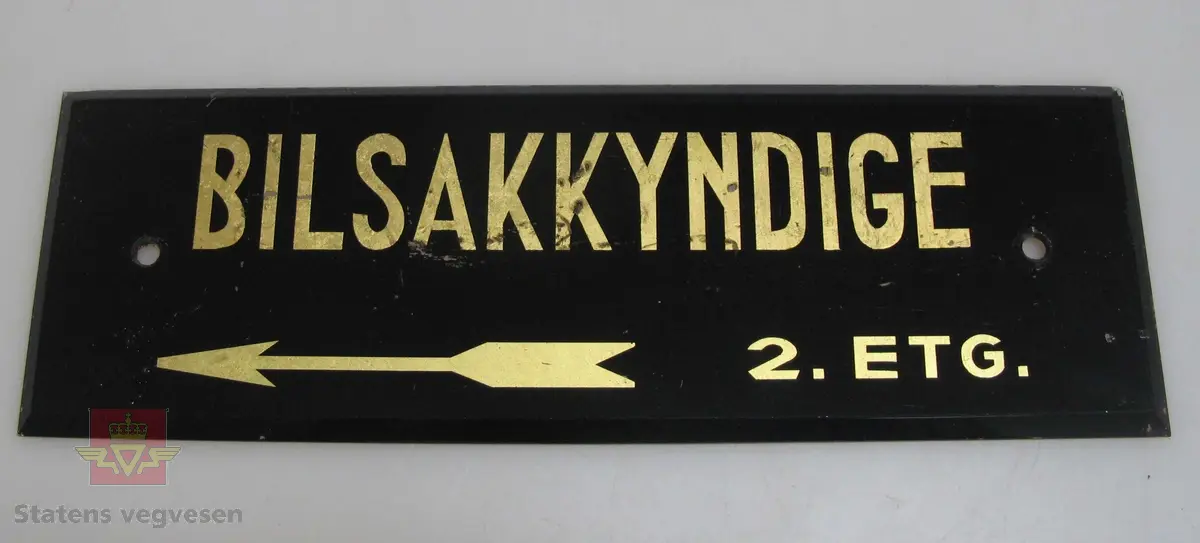 BILSAKKYNDIGE
2. ETG.
Statens vegvesen